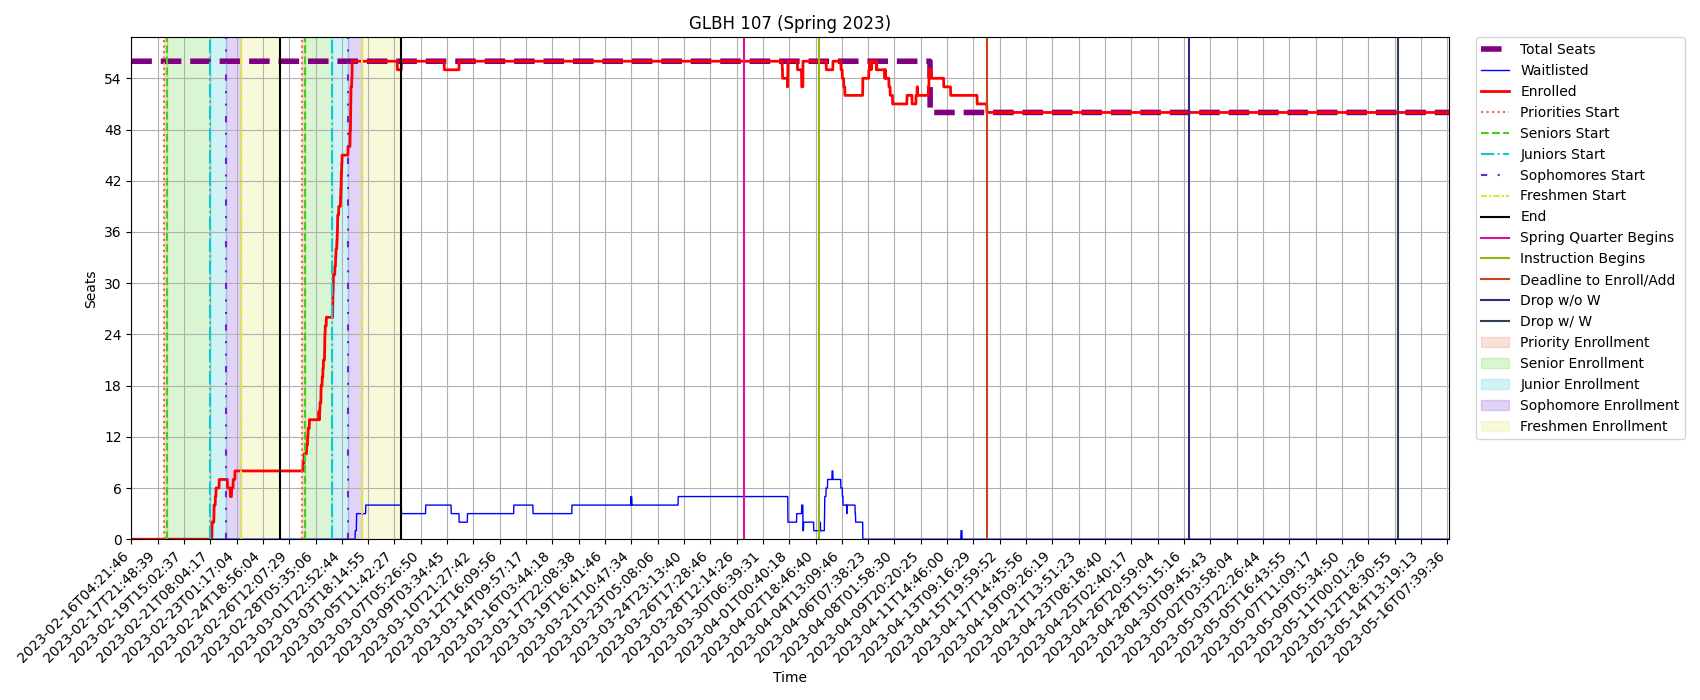 GLBH 107 (Spring 2023)
Seats
54
48
42
36
30
24
18
12
6
0
2023-02-16T04:21:46
2023-02-17T21:48:39
2023-02-19T15:02:37
2023-02-21T08:04:17
2023-02-23T01:17:04
2023-02-24T18:56:04
2023-02-26T12:07:29
2023-02-28T05:35:06
2023-03-01T22:52:44
2023-03-03T18:14:55
2023-03-05T11:42:27
2023-03-07T05:26:50
2023-03-09T03:34:45
2023-03-10T21:27:42
2023-03-12T16:09:56
2023-03-14T09:57:17
2023-03-16T03:44:18
2023-03-17T22:08:38
2023-03-19T16:41:46
2023-03-21T10:47:34
2023-03-23T05:08:06
2023-03-24T23:13:40
2023-03-26T17:28:46
2023-03-28T12:14:26
2023-03-30T06:39:31
2023-04-01T00:40:18
2023-04-02T18:46:40
2023-04-04T13:09:46
2023-04-06T07:38:23
2023-04-08T01:58:30
2023-04-09T20:20:25
2023-04-11T14:46:00
2023-04-13T09:16:29
2023-04-15T19:59:52
2023-04-17T14:45:56
2023-04-19T09:26:19
2023-04-21T13:51:23
2023-04-23T08:18:40
2023-04-25T02:40:17
2023-04-26T20:59:04
2023-04-28T15:15:16
2023-04-30T09:45:43
2023-05-02T03:58:04
2023-05-03T22:26:44
2023-05-05T16:43:55
2023-05-07T11:09:17
2023-05-09T05:34:50
2023-05-11T00:01:26
2023-05-12T18:30:55
2023-05-14T13:19:13
2023-05-16T07:39:36
Time
Total Seats
Waitlisted
Enrolled
Priorities Start
Seniors Start
Juniors Start
Sophomores Start
Freshmen Start
End
Spring Quarter Begins
Instruction Begins
Deadline to Enroll/Add
Drop w/o W
Drop w/ W
Priority Enrollment
Senior Enrollment
Junior Enrollment
Sophomore Enrollment
Freshmen Enrollment